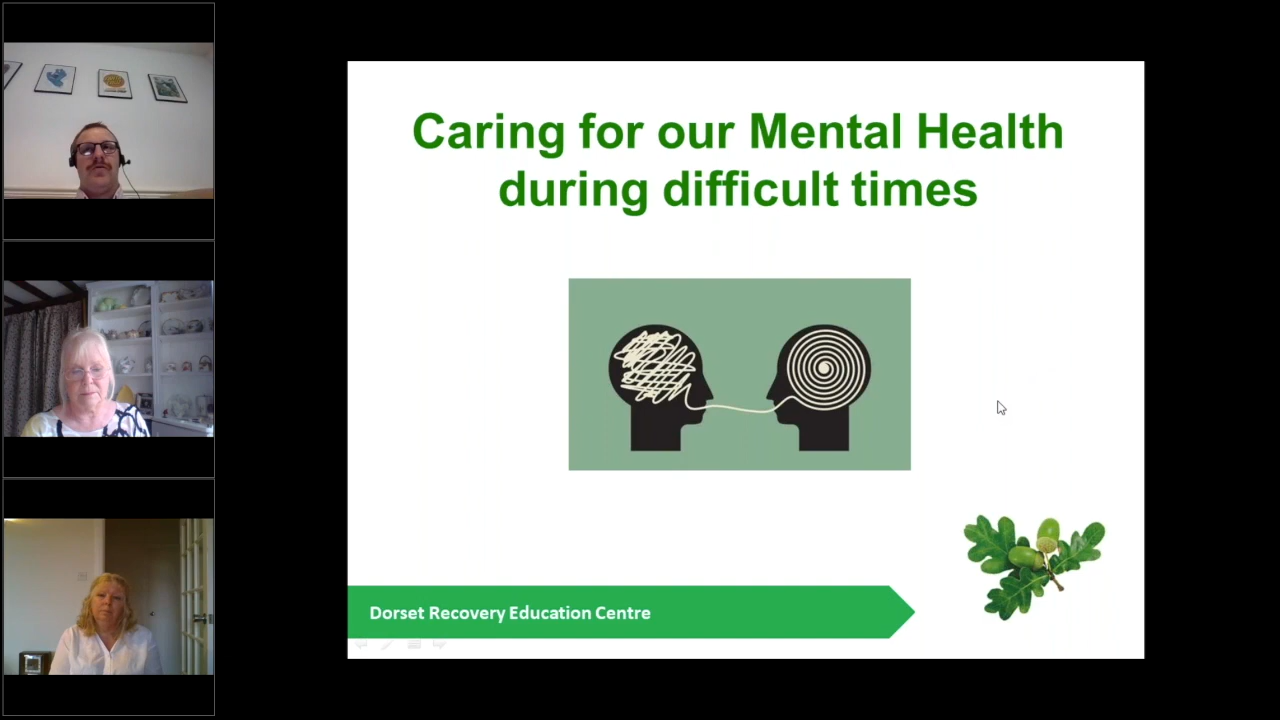 Caring for our Mental Health
during difficult times
Dorset Recovery Education Centre